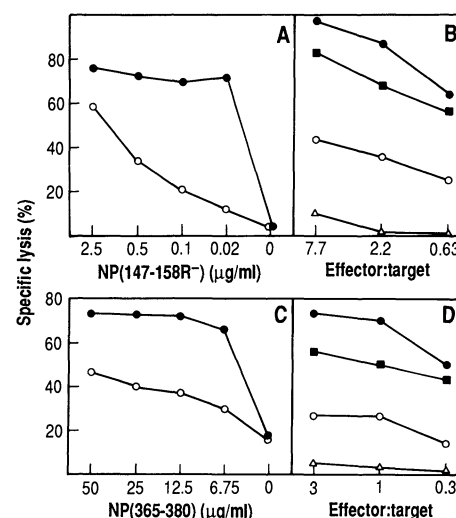 A
B
80
60
40
20
2.5 0.5 0.1 0.02 0
NP(147-158R⁻) (μg/ml)
7.7 2.2 0.63
Effector:target
Specific lysis (%)
C
D
80
60
40
20
50 25 12.5 6.75 0
NP(365-380) (μg/ml)
3 1 0.3
Effector:target